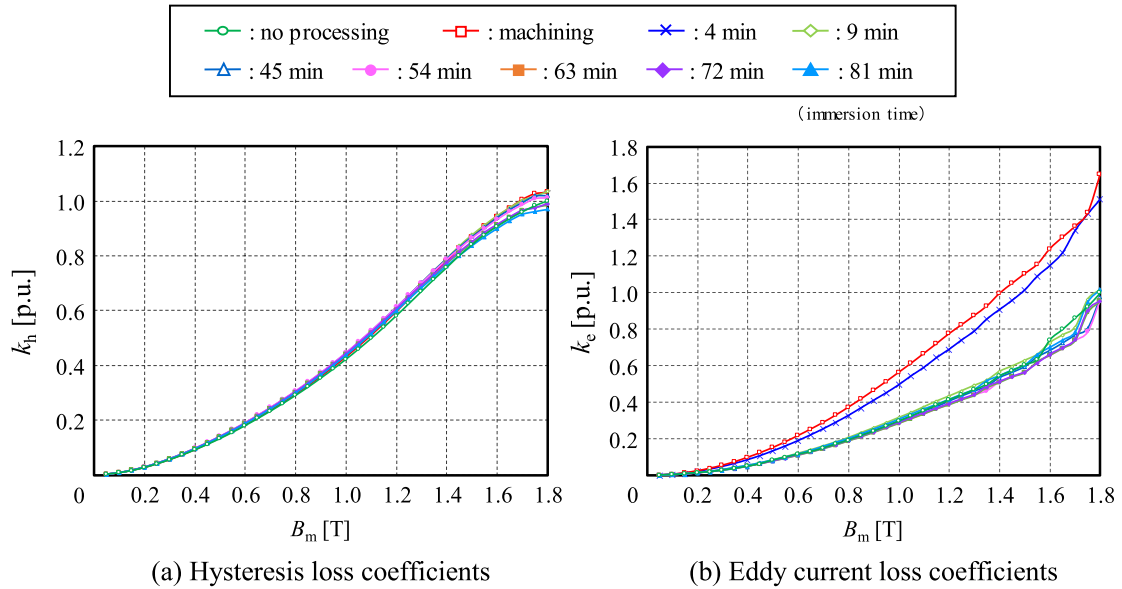 : no processing : machining : 4 min : 9 min
: 45 min : 54 min : 63 min : 72 min : 81 min
(immersion time)
1.2
1.0
0.8
0.6
0.4
0.2
0
0.2 0.4 0.6 0.8 1.0 1.2 1.4 1.6 1.8
kh [p.u.]
Bm [T]
(a) Hysteresis loss coefficients
1.8
1.6
1.4
1.2
1.0
0.8
0.6
0.4
0.2
0
0.2 0.4 0.6 0.8 1.0 1.2 1.4 1.6 1.8
ke [p.u.]
Bm [T]
(b) Eddy current loss coefficients